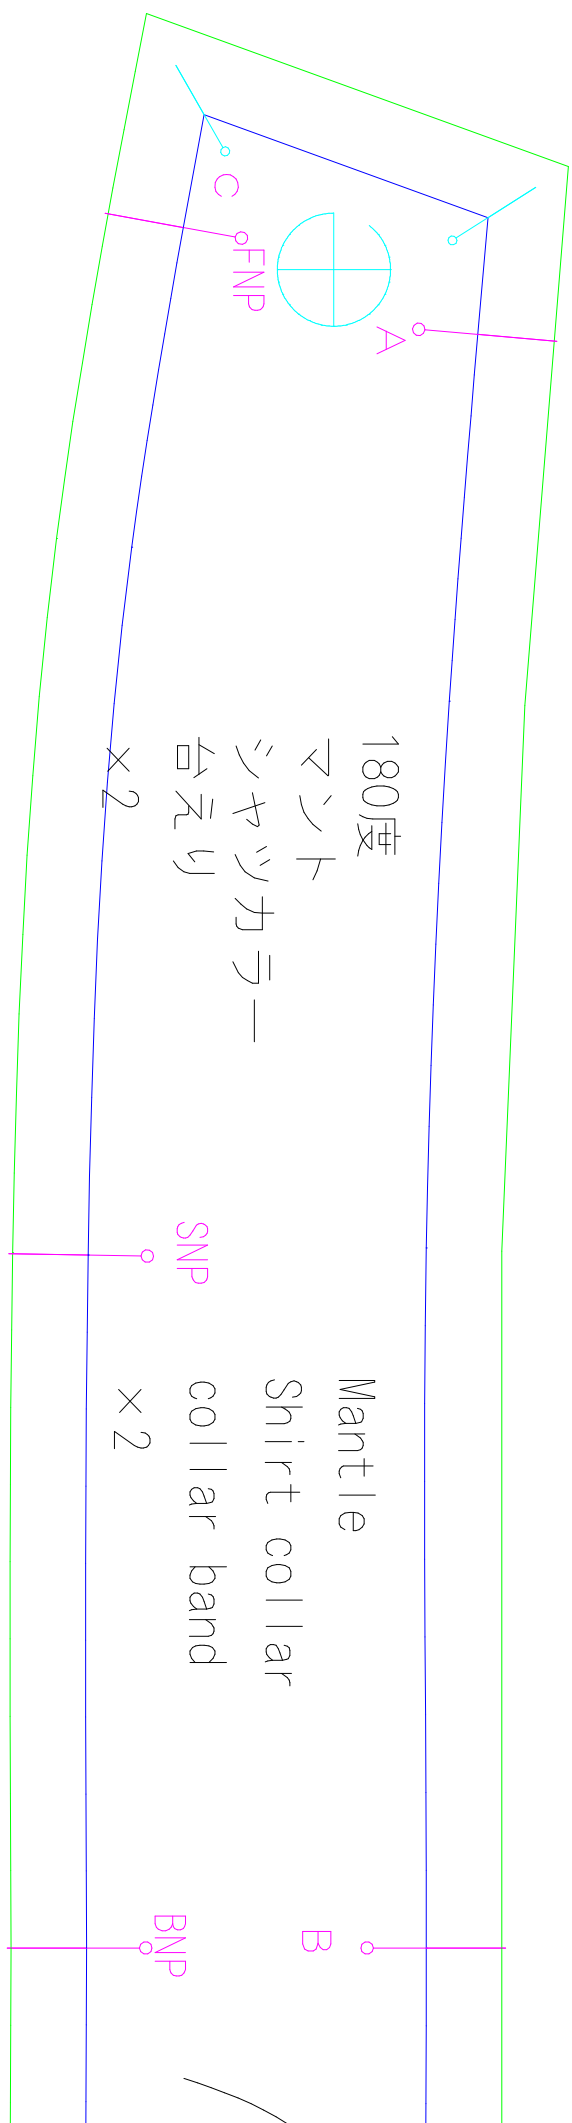 C
FNP
A
180度
マント
シャツカラー
台えり
×2
SNP
Mantle
Shirt collar
collar band
×2
BNP
B